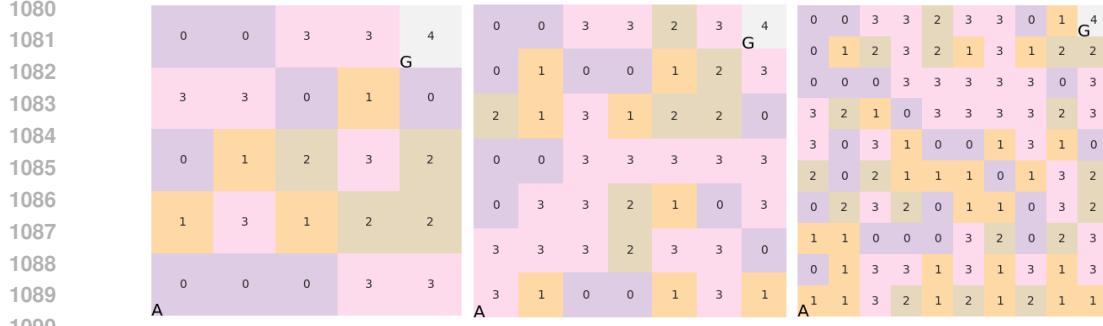 1080
1081
1082
1083
1084
1085
1086
1087
1088
1089
1090
0 0 3 3 4
G
3 3 0 1 0
0 1 2 3 2
1 3 1 2 2
0 0 0 3 3
A
0 0 3 3 2 3 4
G
0 1 0 0 1 2 3
2 1 3 1 2 2 0
0 0 3 3 3 3 3
0 3 3 2 1 0 3
3 3 3 2 3 3 0
3 1 0 0 1 3 1
A
0 0 3 3 2 3 3 0 1 4
G
0 1 2 3 2 1 3 1 2 2
0 0 0 3 3 3 3 3 0 3
3 2 1 0 3 3 3 3 2 3
3 0 3 1 0 0 1 3 1 0
2 0 2 1 1 1 0 1 3 2
0 2 3 2 0 1 1 0 3 2
1 1 0 0 0 3 2 0 2 3
0 1 3 3 1 3 1 3 1 3
1 1 3 2 1 2 1 2 1 1
A